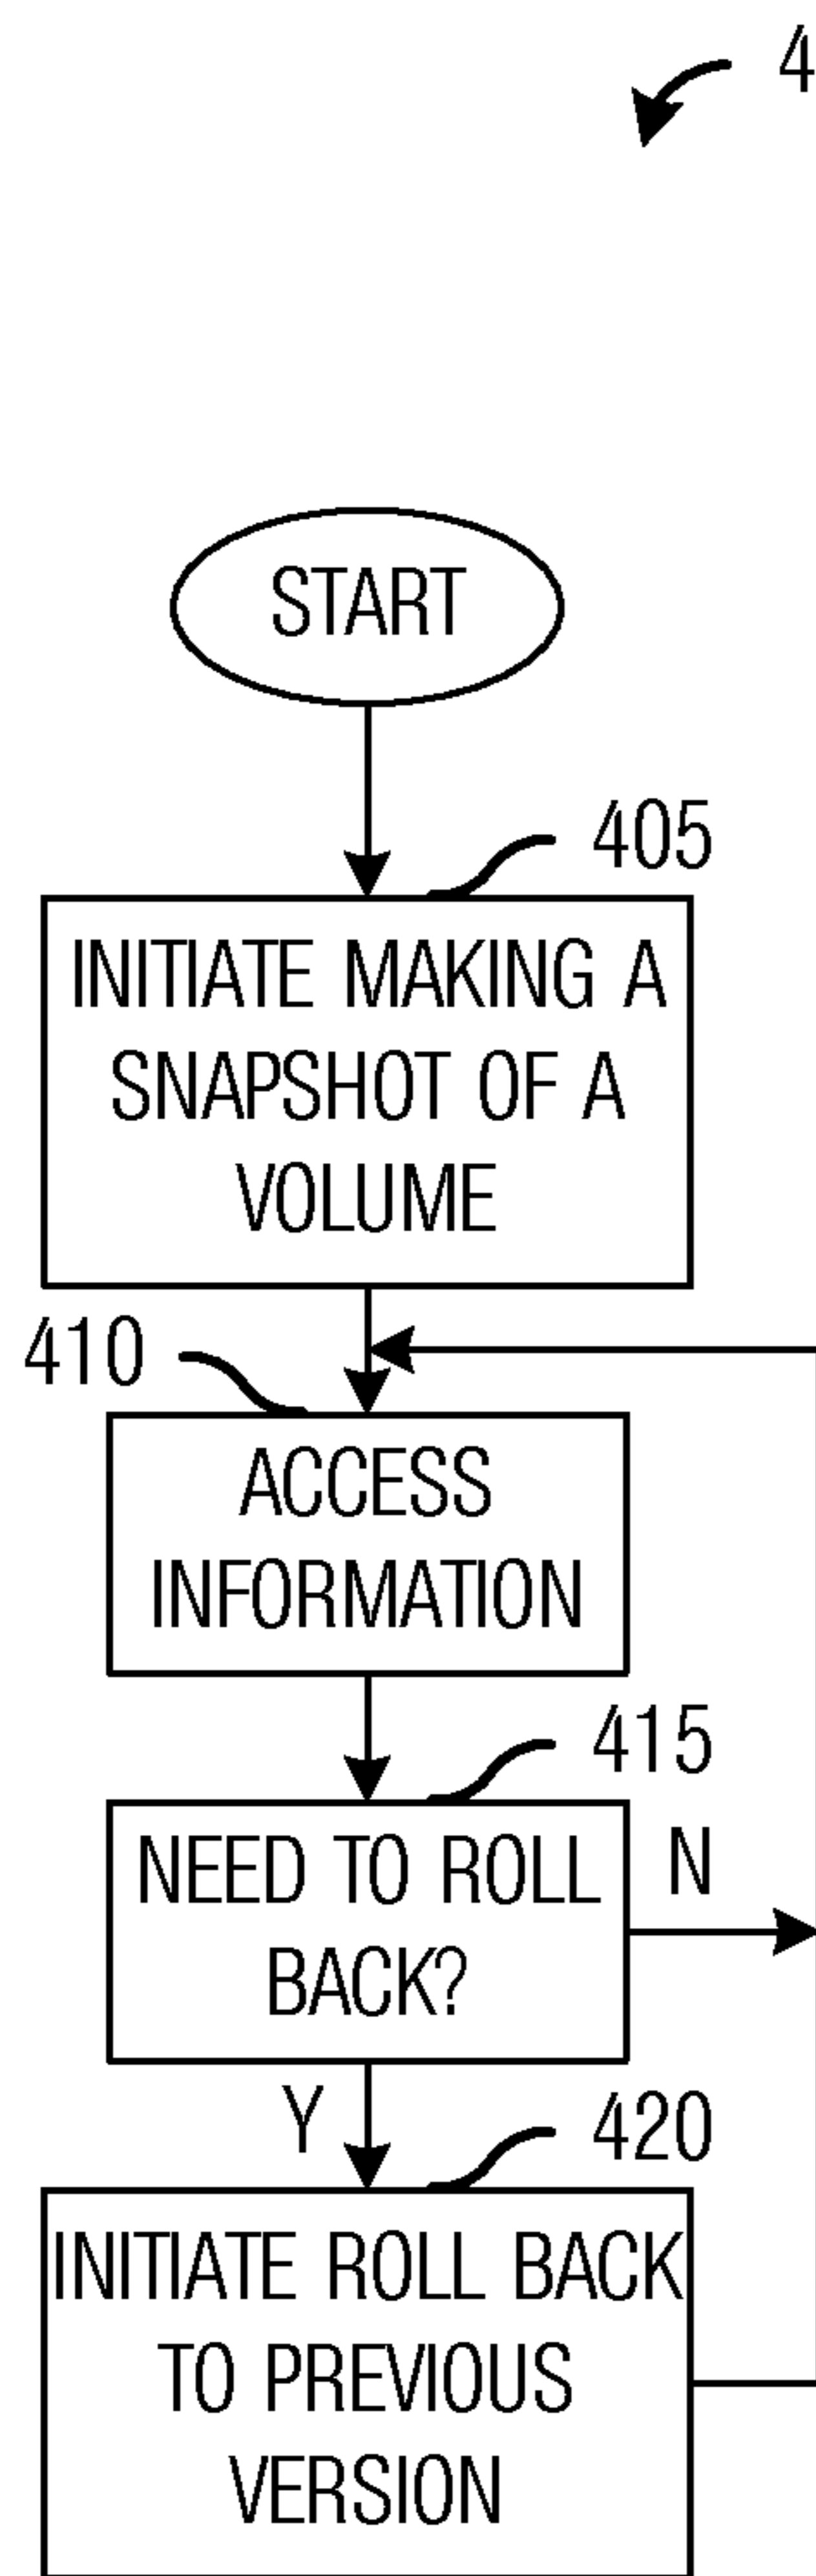 4
START
405
INITIATE MAKING A
SNAPSHOT OF A
VOLUME
410
ACCESS
INFORMATION
415
NEED TO ROLL
BACK?
N
Y
420
INITIATE ROLL BACK
TO PREVIOUS
VERSION